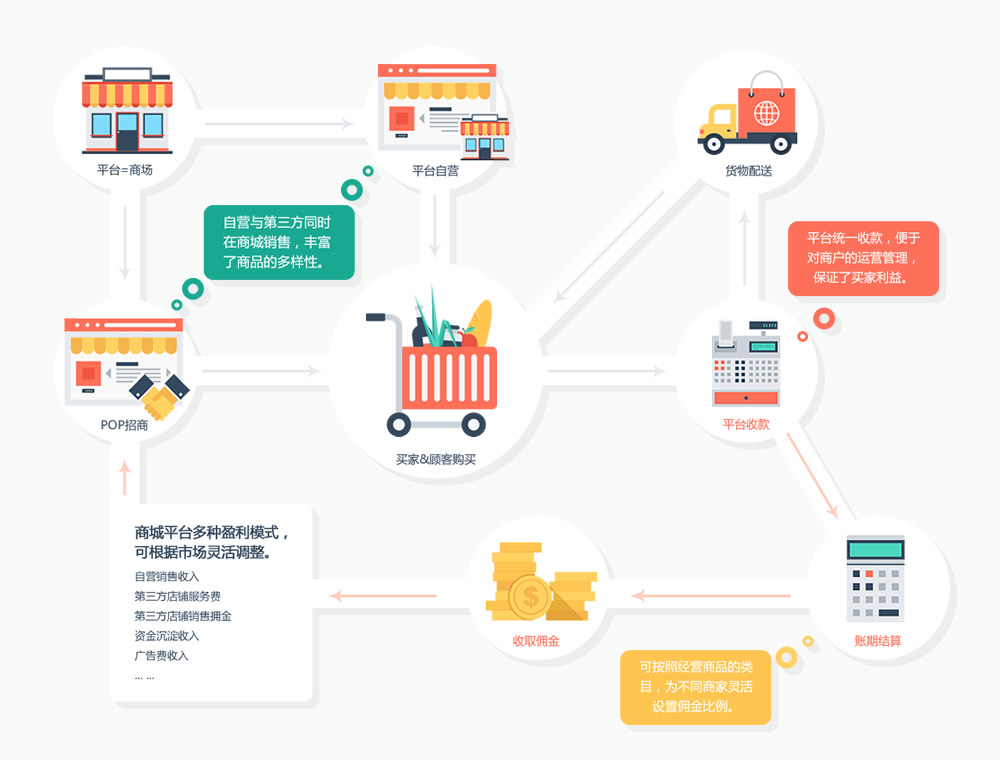 平台=商场
平台自营
货物配送
自营与第三方同时
在商城销售，丰富
了商品的多样性。
平台统一收款，便于
对商户的运营管理，
保证了买家利益。
POP招商
买家&顾客购买
平台收款
商城平台多种盈利模式，
可根据市场灵活调整。
自营销售收入
第三方店铺服务费
第三方店铺销售拥金
资金沉淀收入
广告费收入
... ...
收取佣金
账期结算
可按照经营商品的类
目，为不同商家灵活
设置佣金比例。